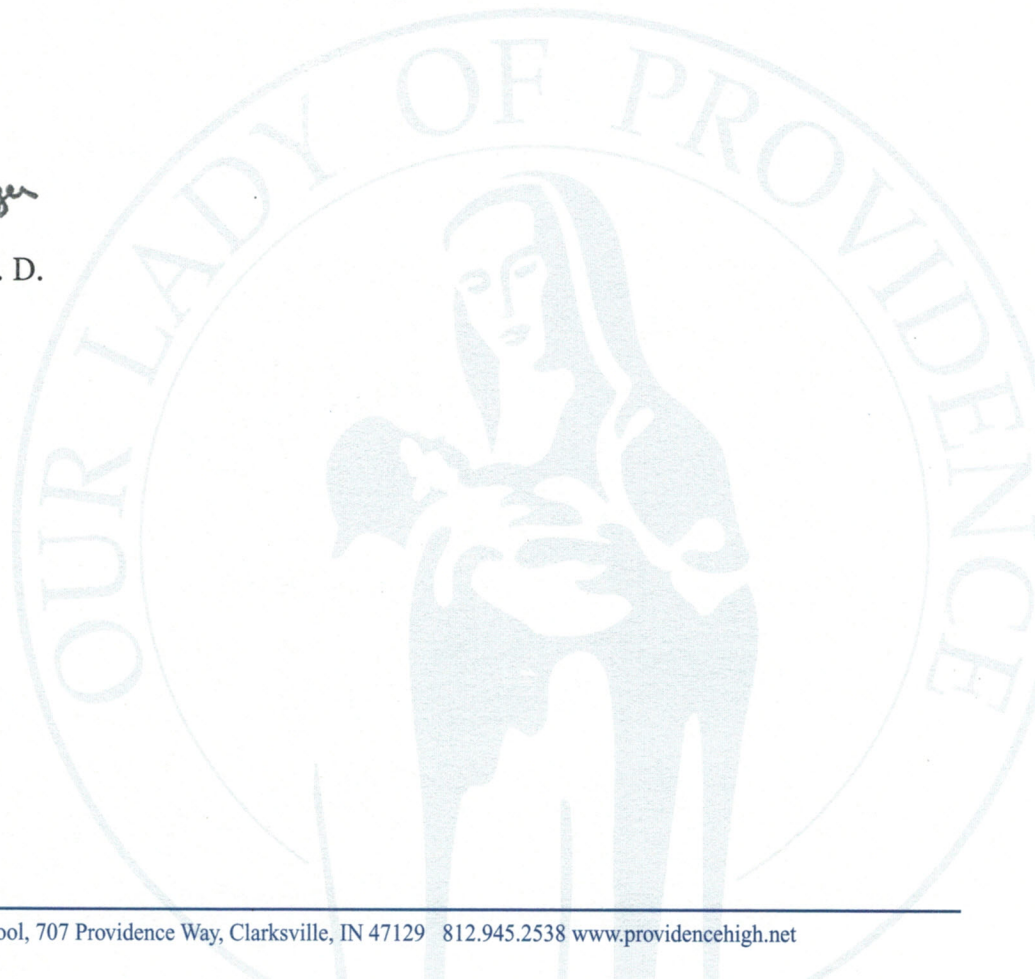 OUR LADY OF PROVIDENCE
. D.
ool, 707 Providence Way, Clarksville, IN 47129 812.945.2538 www.providencehigh.net